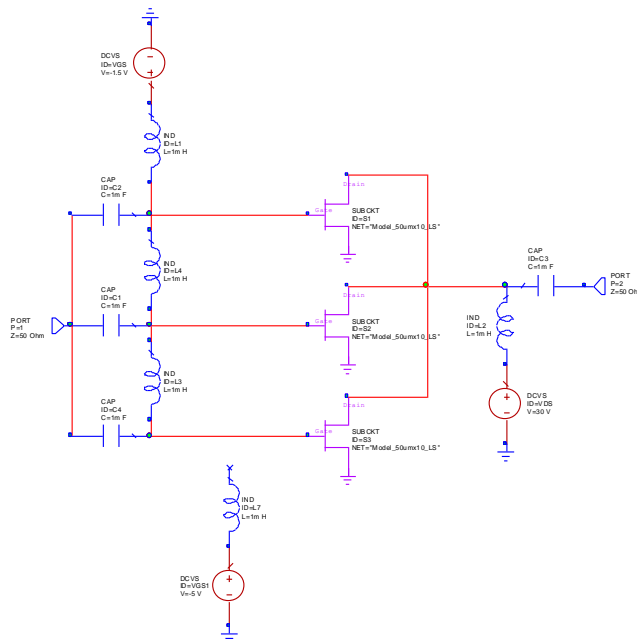 DCVS
ID=VGS
V=-1.5 V
IND
ID=L1
L=1m H
CAP
ID=C2
C=1m F
Drain
Gate
SUBCKT
ID=S1
NET="Model_50umx10_LS"
IND
ID=L4
L=1m H
CAP
ID=C3
C=1m F
PORT
P=2
Z=50 Oh
Drain
CAP
ID=C1
C=1m F
Gate
SUBCKT
ID=S2
NET="Model_50umx10_LS"
PORT
P=1
Z=50 Ohm
IND
ID=L2
L=1m H
IND
ID=L3
L=1m H
Drain
CAP
ID=C4
C=1m F
Gate
SUBCKT
ID=S3
NET="Model_50umx10_LS"
DCVS
ID=VDS
V=30 V
IND
ID=L7
L=1m H
DCVS
ID=VGS1
V=-5 V